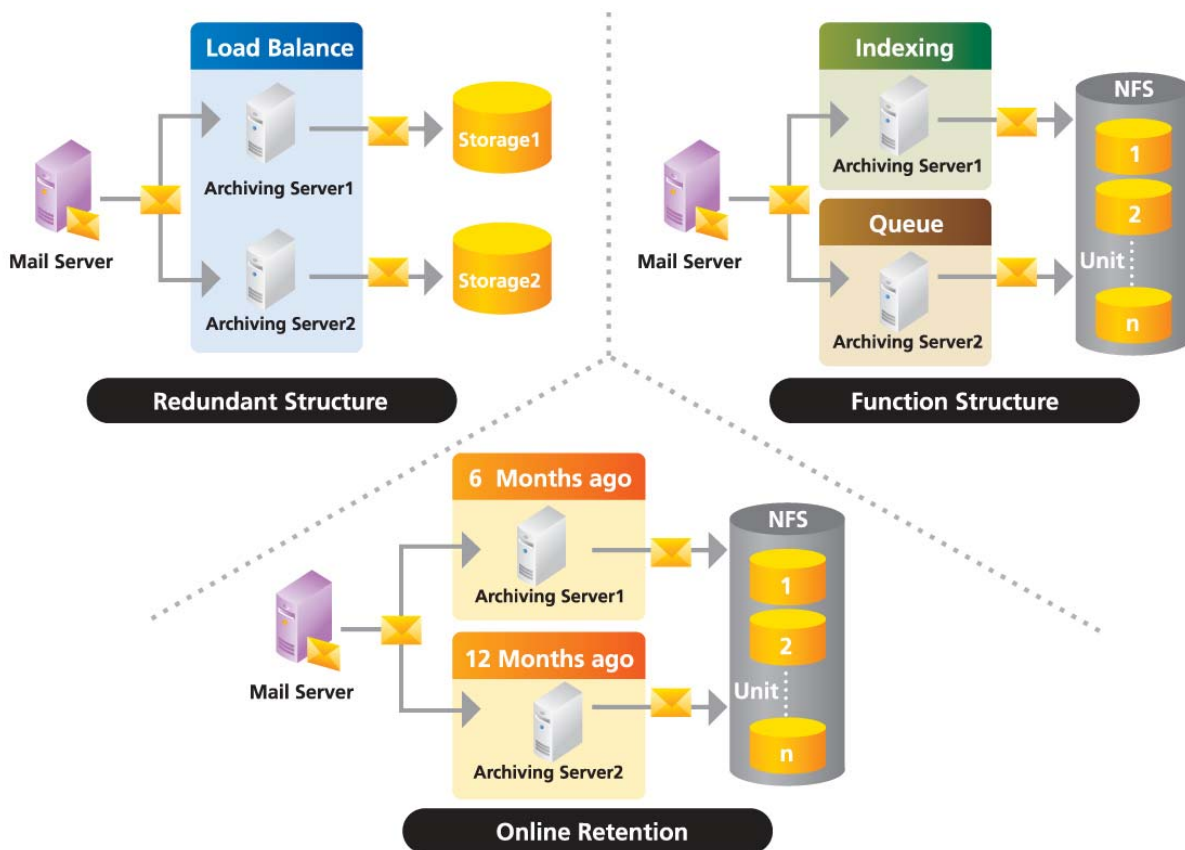 Load Balance
Archiving Server1
Storage1
Mail Server
Archiving Server2
Storage2
Redundant Structure
Indexing
Archiving Server1
NFS
1
2
Unit
n
Mail Server
Queue
Archiving Server2
Function Structure
6 Months ago
Archiving Server1
NFS
1
2
Unit
n
Mail Server
12 Months ago
Archiving Server2
Online Retention